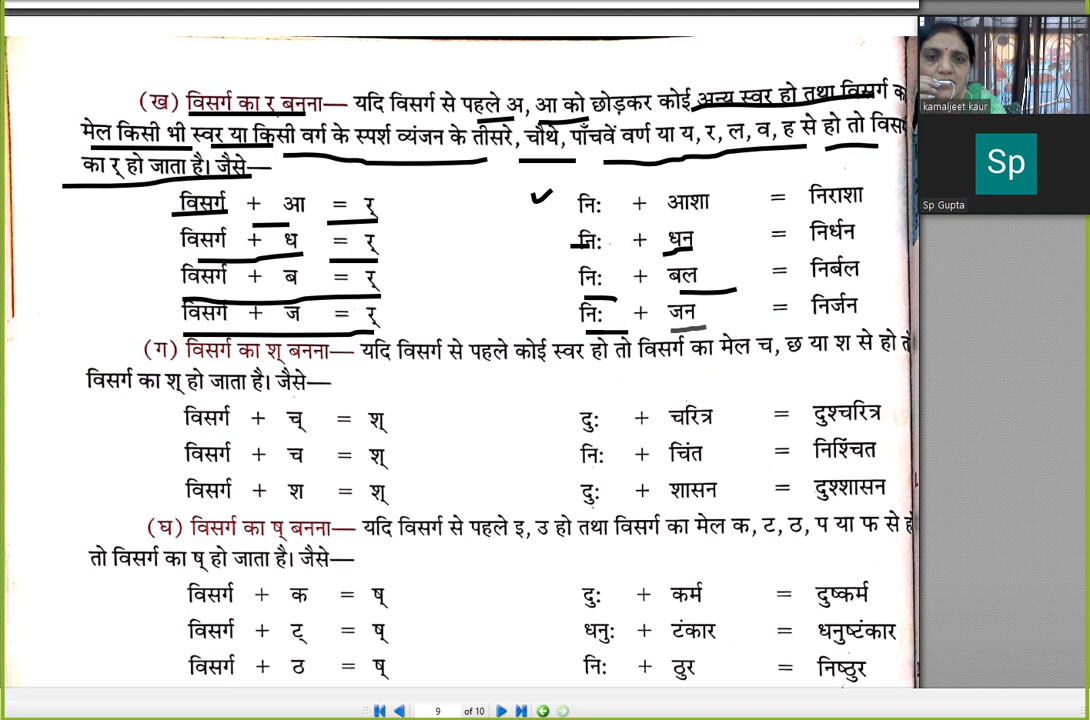 (ख) विसर्ग का र् बनना— यदि विसर्ग से पहले अ, आ को छोड़कर कोई अन्य स्वर हो तथा विसर्ग का
मेल किसी भी स्वर या किसी वर्ग के स्पर्श व्यंजन के तीसरे, चौथे, पाँचवें वर्ण या य, र, ल, व, ह से हो तो विस
का र् हो जाता है। जैसे—
विसर्ग + आ = र् निः + आशा = निराशा
विसर्ग + ध = र् निः + धन = निर्धन
विसर्ग + ब = र् निः + बल = निर्बल
विसर्ग + ज = र् निः + जन = निर्जन
(ग) विसर्ग का श् बनना— यदि विसर्ग से पहले कोई स्वर हो तो विसर्ग का मेल च, छ या श से हो तो
विसर्ग का श् हो जाता है। जैसे—
विसर्ग + च् = श् दुः + चरित्र = दुश्चरित्र
विसर्ग + च = श् निः + चिंत = निश्चिंत
विसर्ग + श = श् दुः + शासन = दुश्शासन
(घ) विसर्ग का ष् बनना— यदि विसर्ग से पहले इ, उ हो तथा विसर्ग का मेल क, ट, ठ, प या फ से हो
तो विसर्ग का ष् हो जाता है। जैसे—
विसर्ग + क = ष् दुः + कर्म = दुष्कर्म
विसर्ग + ट् = ष् धनुः + टंकार = धनुष्टंकार
विसर्ग + ठ = ष् निः + ठुर = निष्ठुर
9 of 10
kamaljeet kaur
Sp
Sp Gupta